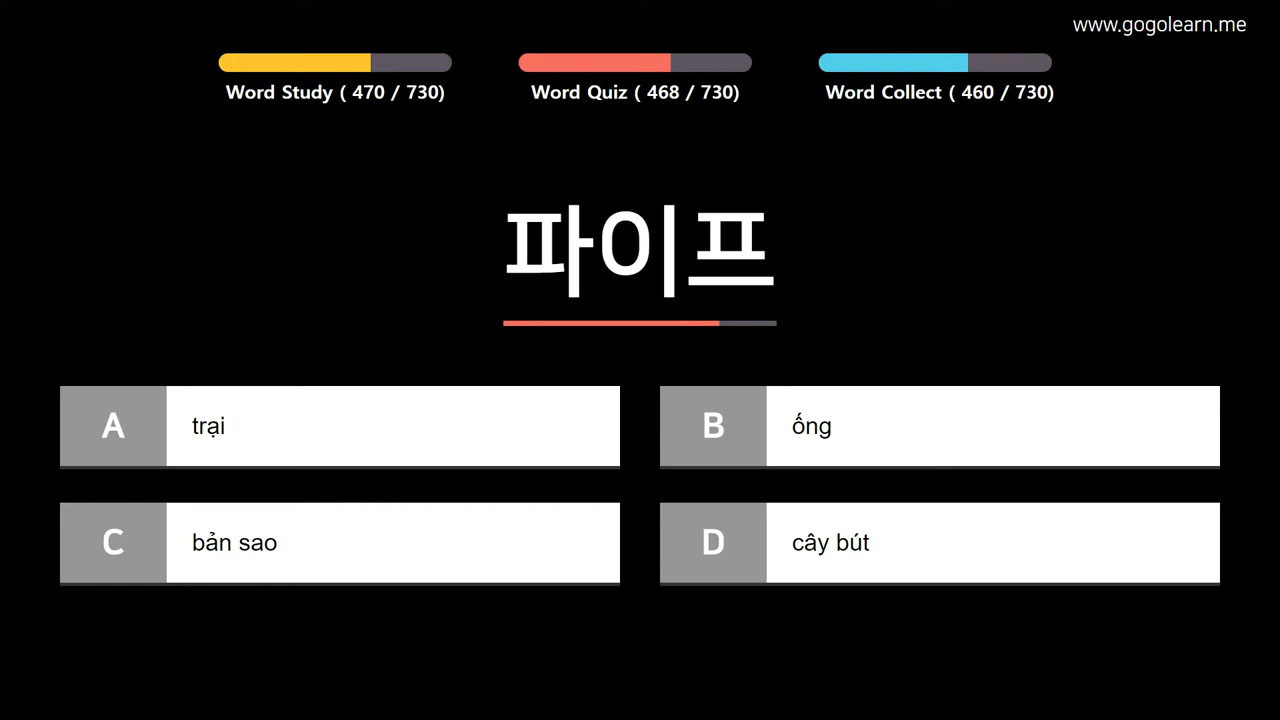 www.gogolearn.me
Word Study ( 470 / 730)
Word Quiz ( 468 / 730)
Word Collect ( 460 / 730)
파이프
A trại
B ống
C bản sao
D cây bút